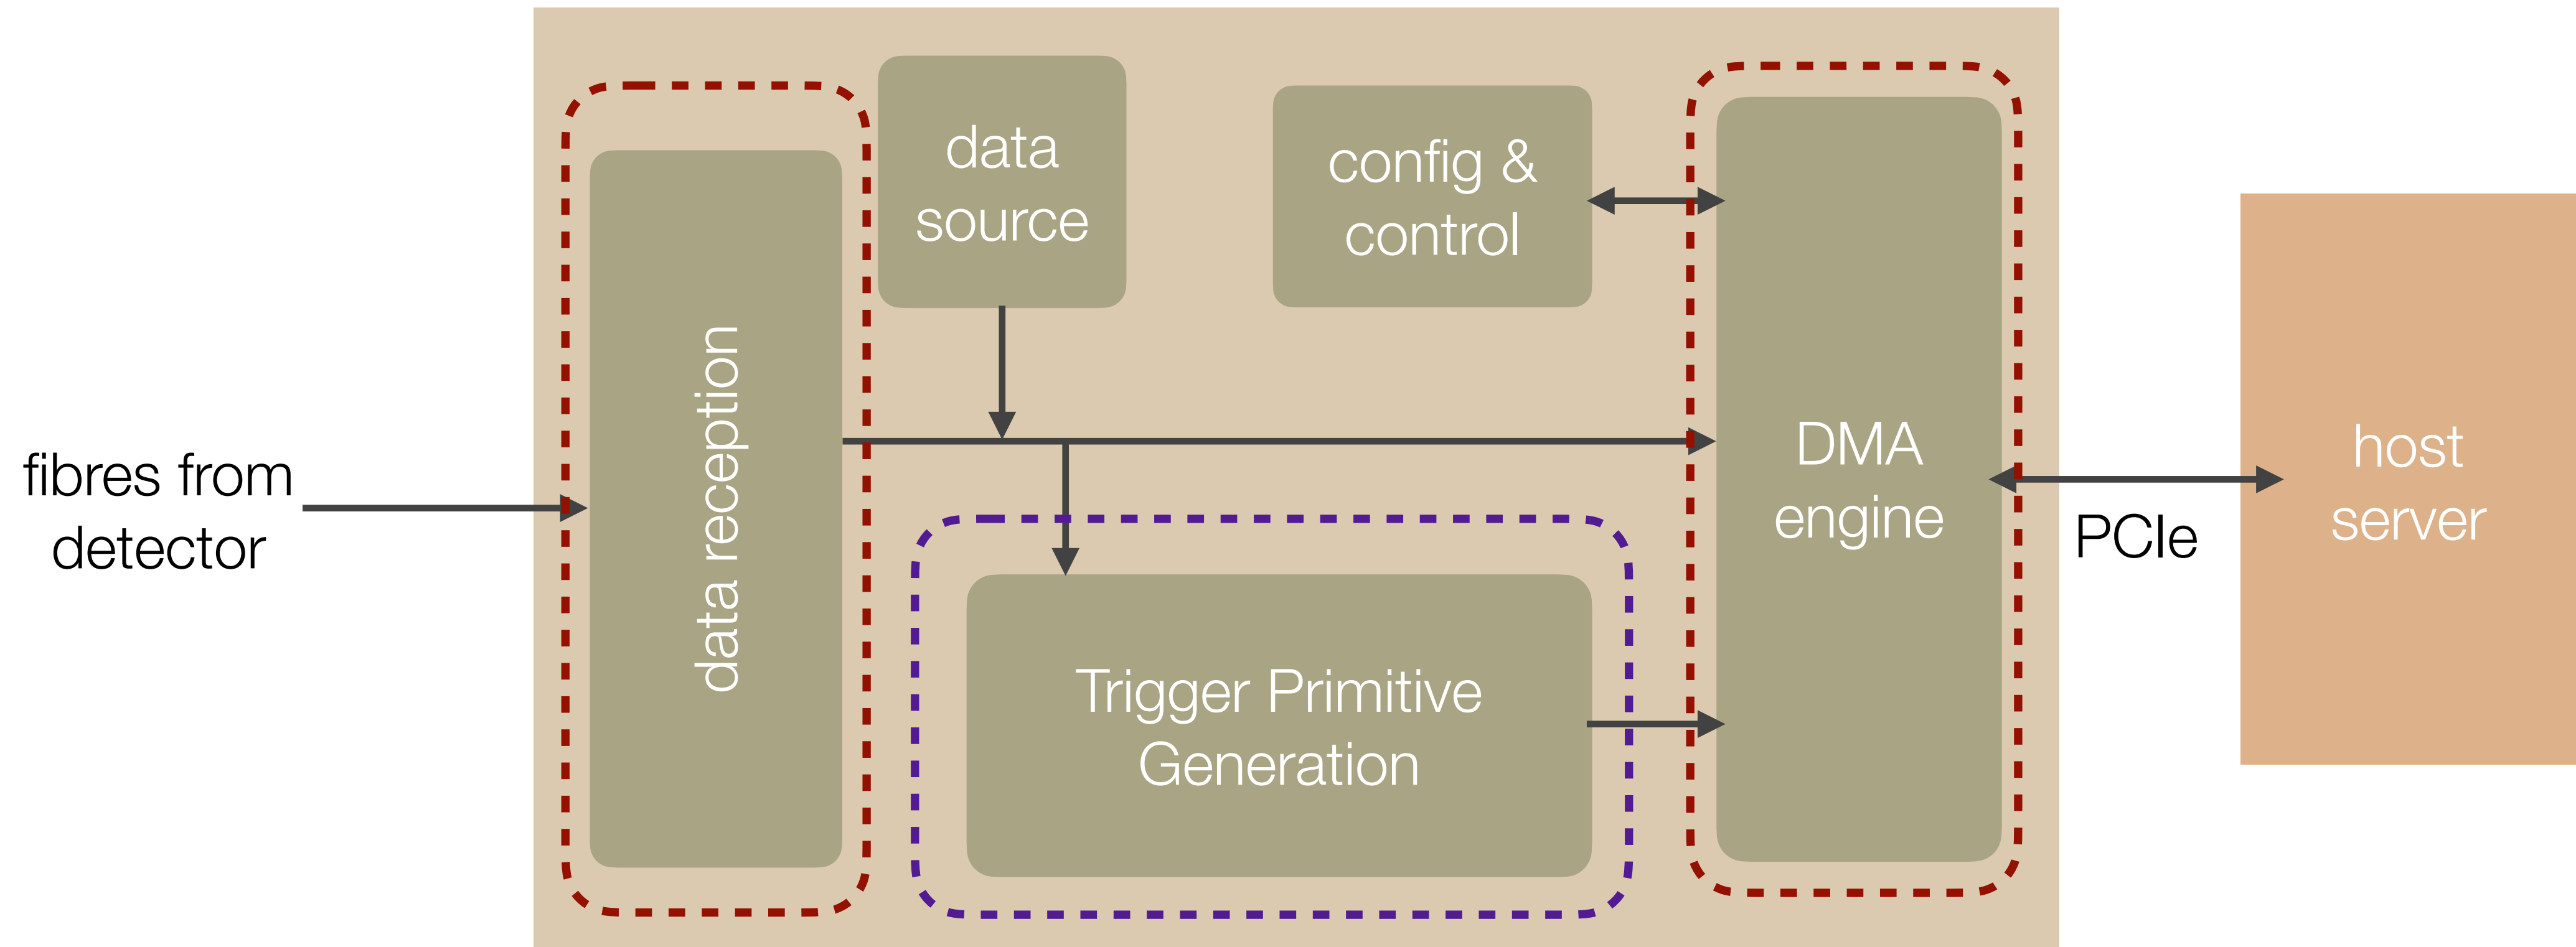 fibres from
detector
data reception
data
source
config &
control
Trigger Primitive
Generation
DMA
engine
PCIe
host
server